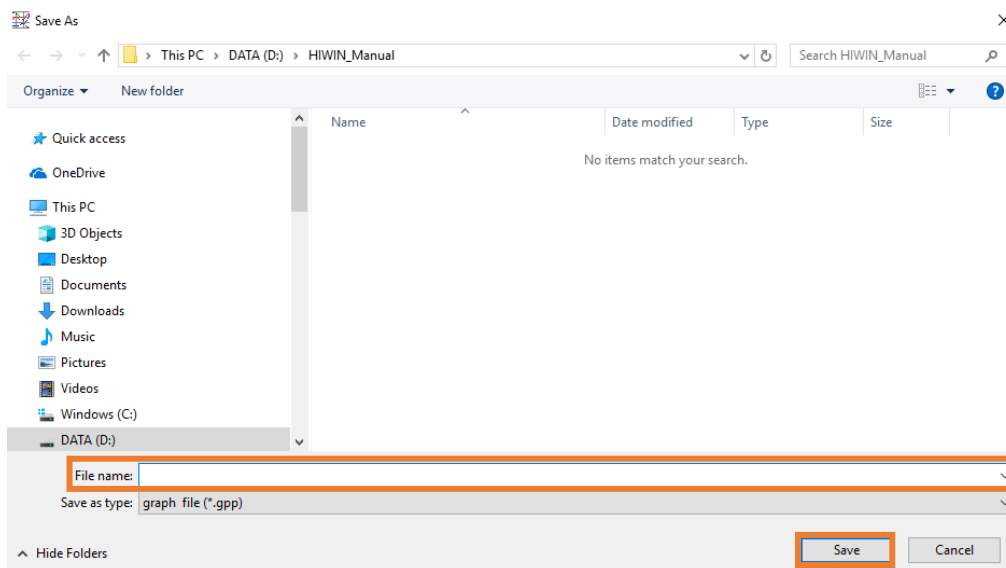 Save As
This PC > DATA (D:) > HIWIN_Manual
Search HIWIN_Manual
Organize
New folder
?
Name
Date modified
Type
Size
No items match your search.
Quick access
OneDrive
This PC
3D Objects
Desktop
Documents
Downloads
Music
Pictures
Videos
Windows (C:)
DATA (D:)
File name:
Save as type: graph file (*.gpp)
Hide Folders
Save
Cancel